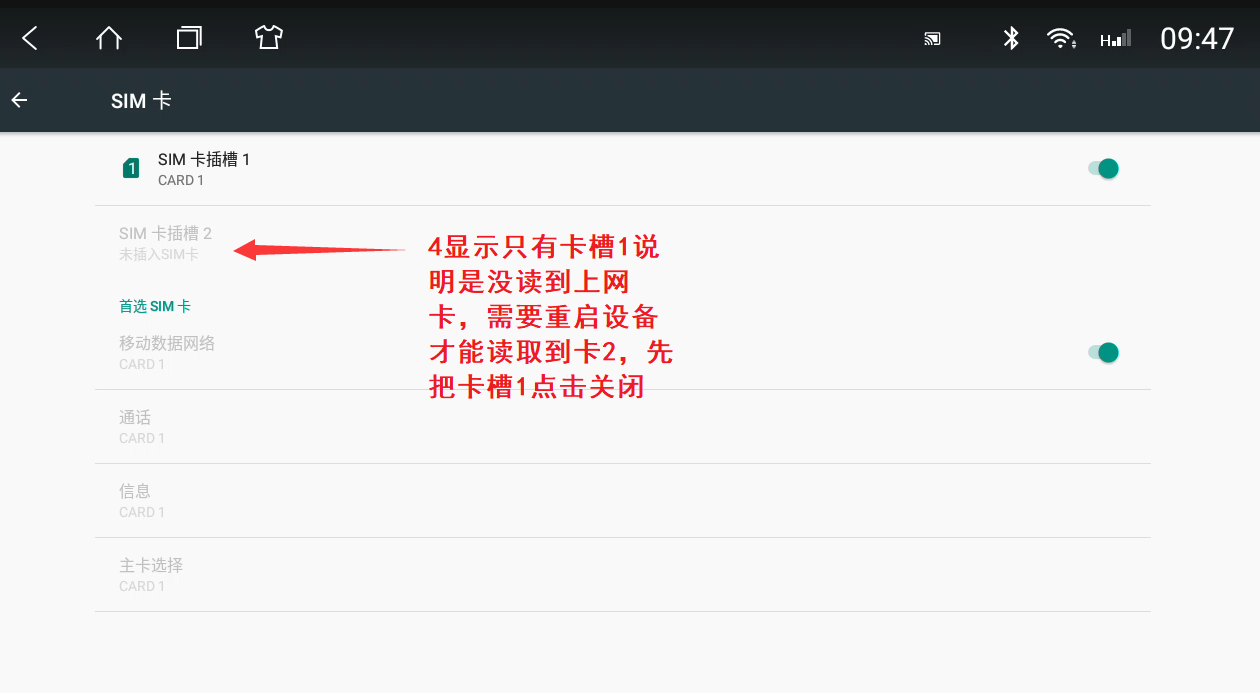 H
09:47
SIM 卡
1
SIM 卡插槽 1
CARD 1
SIM 卡插槽 2
未插入SIM卡
4显示只有卡槽1说
明是没读到上网
卡，需要重启设备
才能读取到卡2，先
把卡槽1点击关闭
首选 SIM 卡
移动数据网络
CARD 1
通话
CARD 1
信息
CARD 1
主卡选择
CARD 1